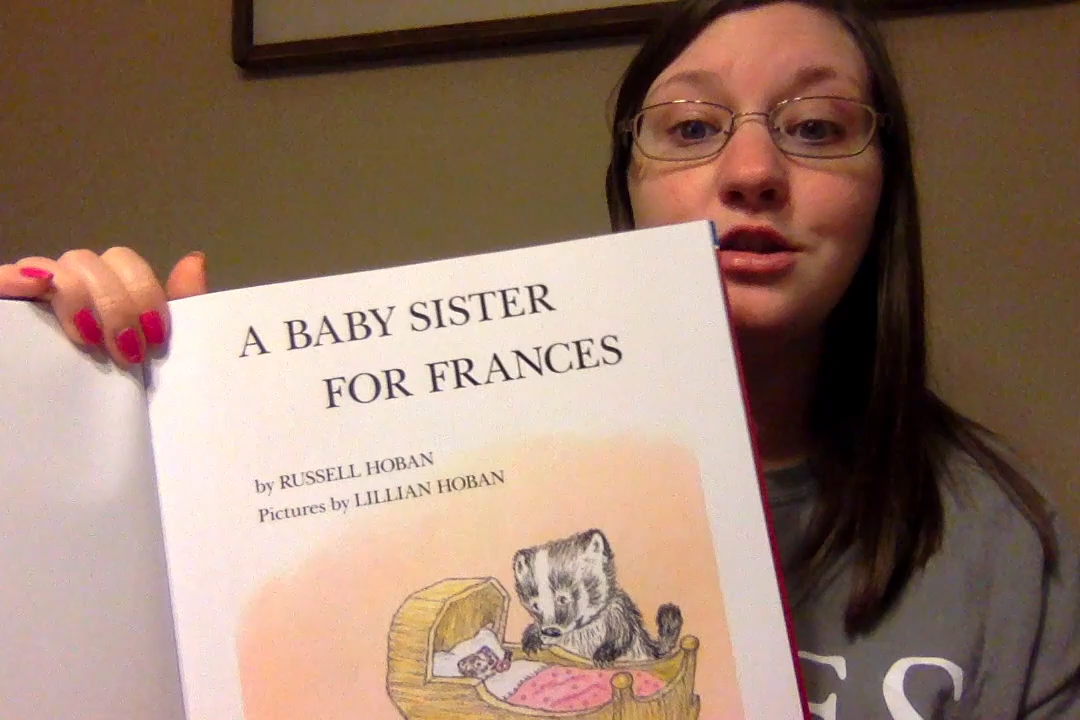 A BABY SISTER
FOR FRANCES
by RUSSELL HOBAN
Pictures by LILLIAN HOBAN